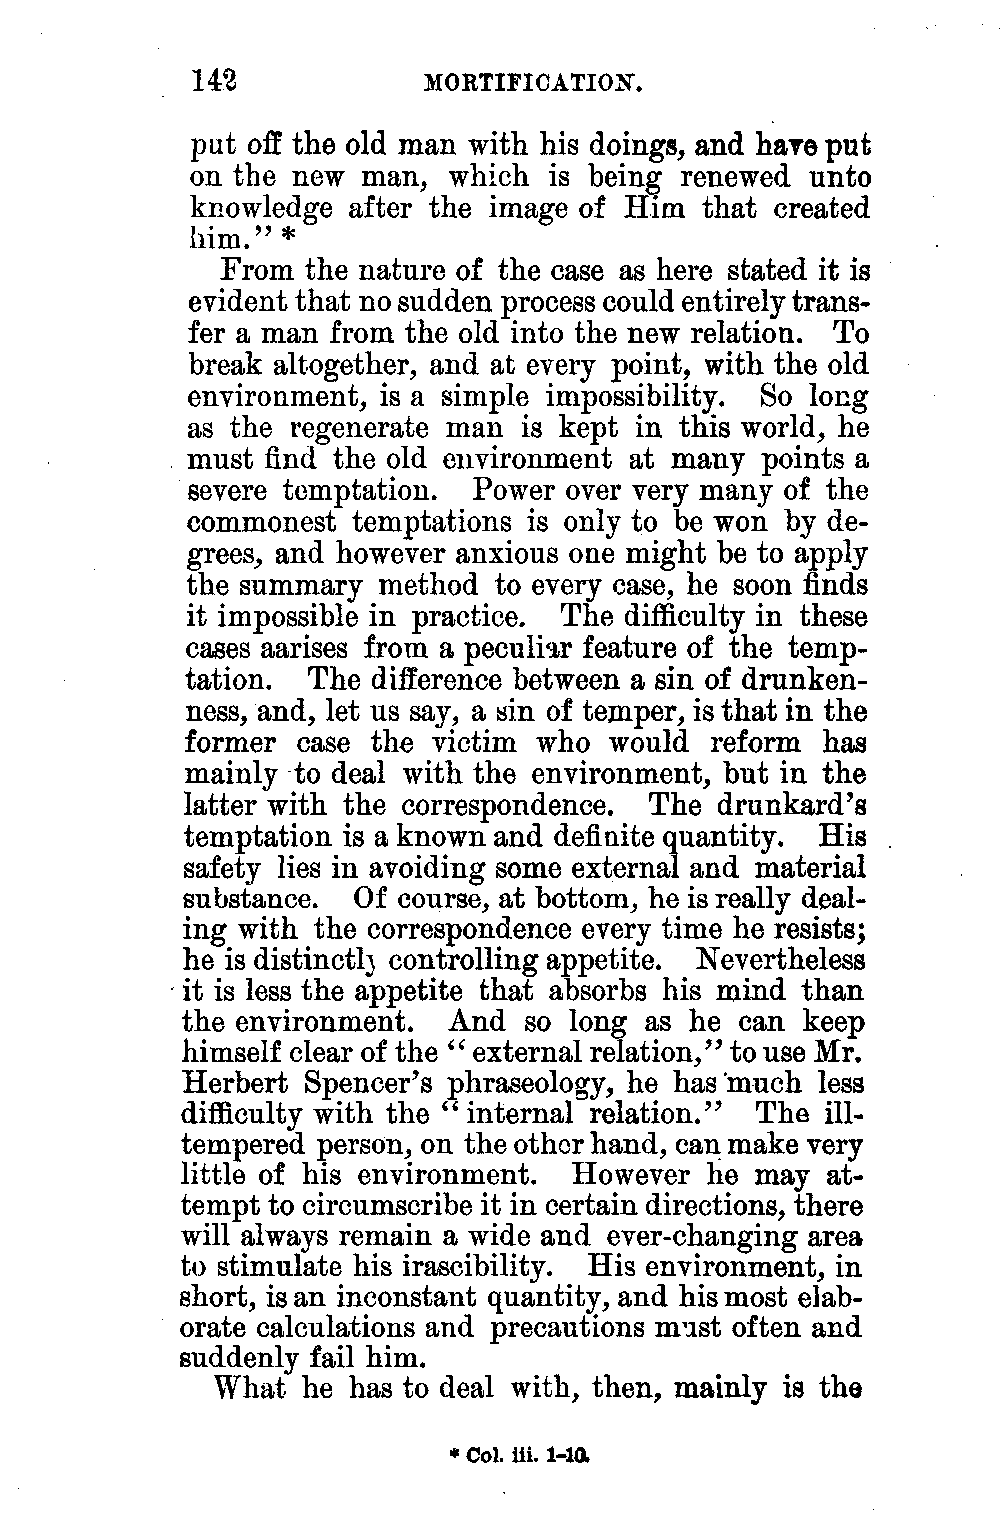 142 MORTIFICATION.
put off the old man with his doings, and have put
on the new man, which is being renewed unto
knowledge after the image of Him that created
him.” *
From the nature of the case as here stated it is
evident that no sudden process could entirely trans-
fer a man from the old into the new relation. To
break altogether, and at every point, with the old
environment, is a simple impossibility. So long
as the regenerate man is kept in this world, he
must find the old environment at many points a
severe temptation. Power over very many of the
commonest temptations is only to be won by de-
grees, and however anxious one might be to apply
the summary method to every case, he soon finds
it impossible in practice. The difficulty in these
cases aarises from a peculiar feature of the temp-
tation. The difference between a sin of drunken-
ness, and, let us say, a sin of temper, is that in the
former case the victim who would reform has
mainly to deal with the environment, but in the
latter with the correspondence. The drunkard’s
temptation is a known and definite quantity. His
safety lies in avoiding some external and material
substance. Of course, at bottom, he is really deal-
ing with the correspondence every time he resists;
he is distinctly controlling appetite. Nevertheless
it is less the appetite that absorbs his mind than
the environment. And so long as he can keep
himself clear of the “external relation,” to use Mr.
Herbert Spencer’s phraseology, he has much less
difficulty with the “internal relation.” The ill-
tempered person, on the other hand, can make very
little of his environment. However he may at-
tempt to circumscribe it in certain directions, there
will always remain a wide and ever-changing area
to stimulate his irascibility. His environment, in
short, is an inconstant quantity, and his most elab-
orate calculations and precautions must often and
suddenly fail him.
What he has to deal with, then, mainly is the
* Col. iii. 1-10.